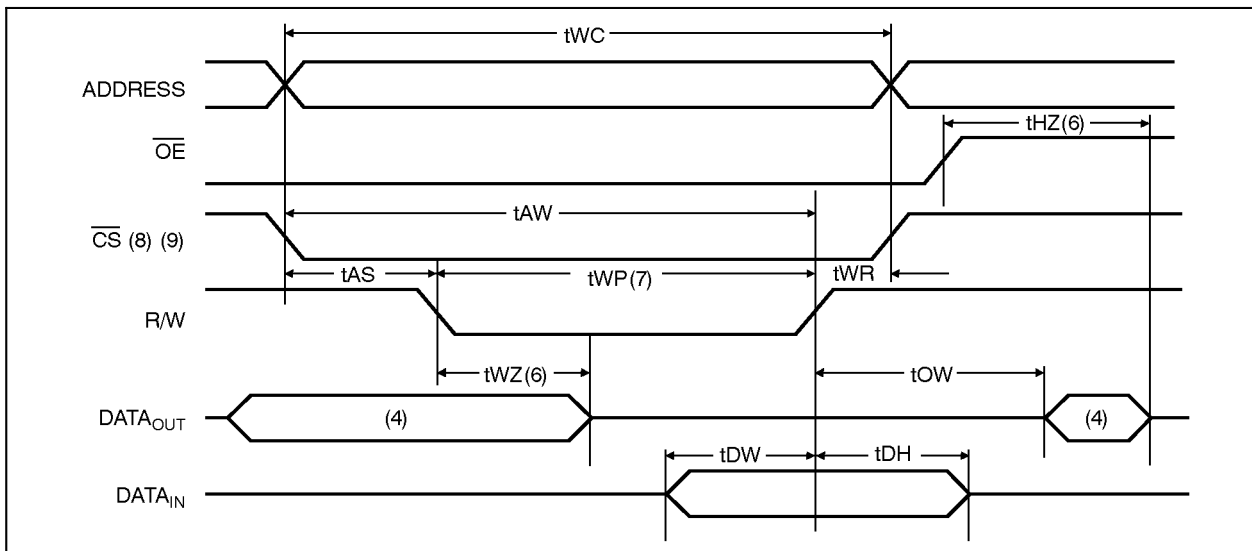 tWC
ADDRESS
tHZ(6)
OE
tAW
CS (8) (9)
tAS
tWP(7)
tWR
R/W
tWZ(6)
tOW
DATAOUT
(4)
(4)
tDW
tDH
DATAIN